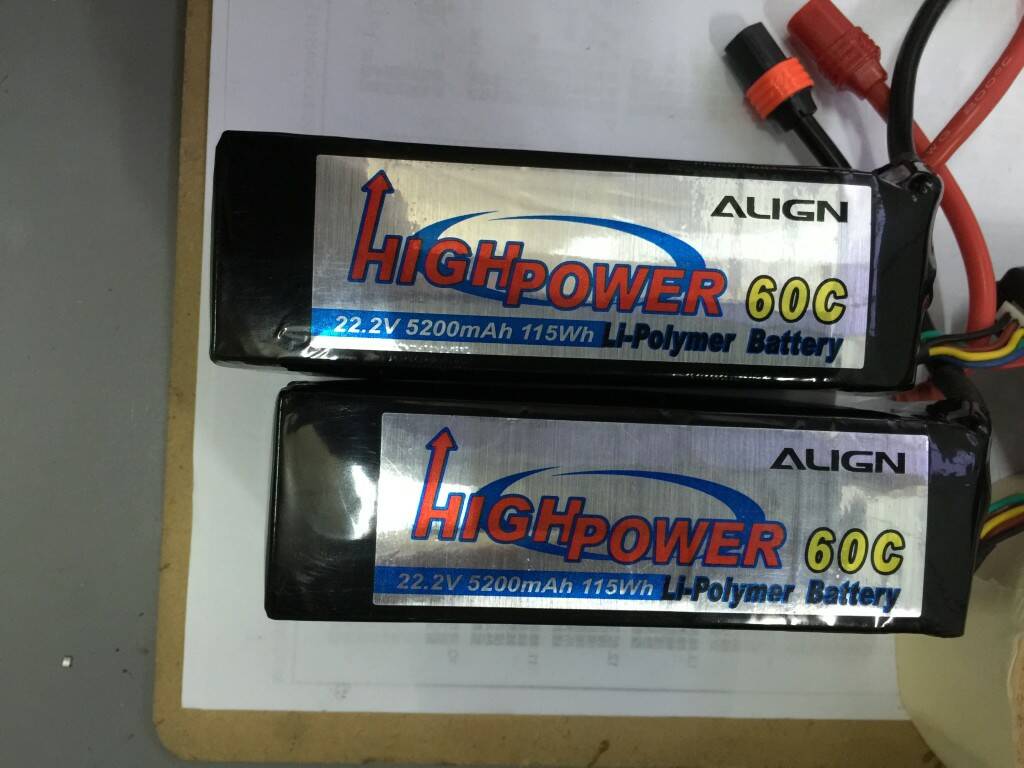 ALIGN
HIGHPOWER 60C
22.2V 5200mAh 115Wh Li-Polymer Battery
ALIGN
HIGHPOWER 60C
22.2V 5200mAh 115Wh Li-Polymer Battery